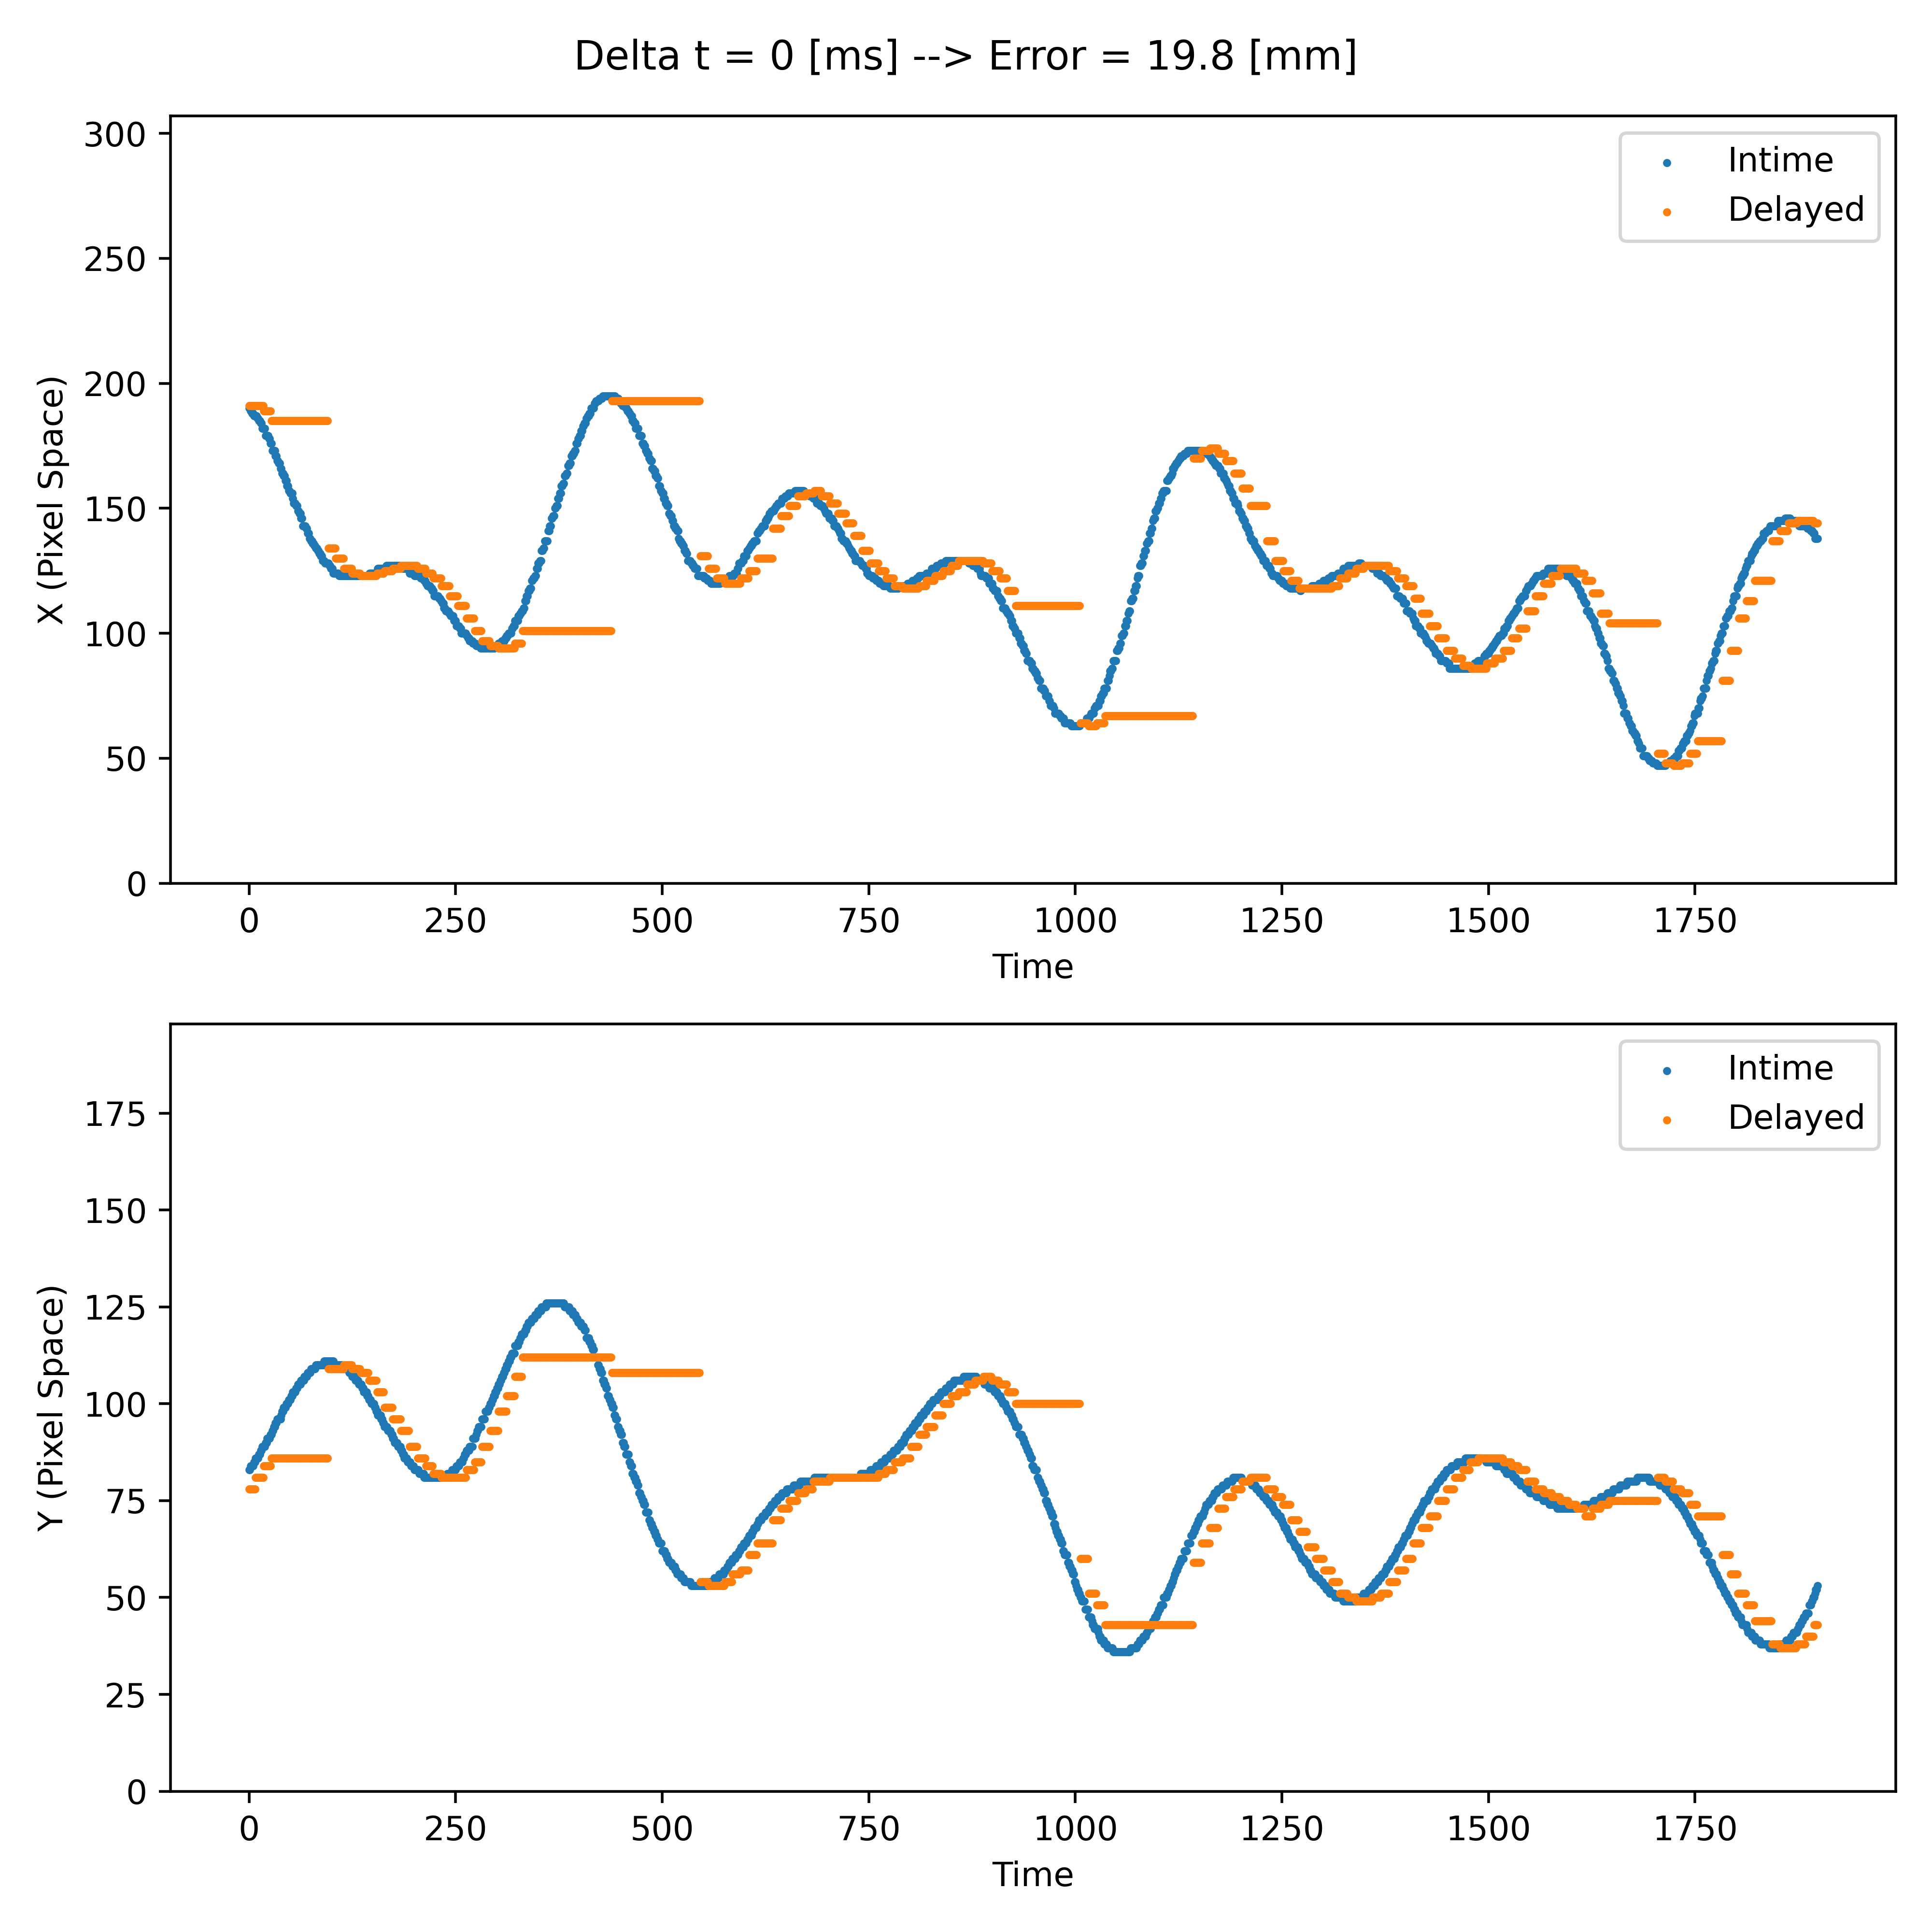 Delta t = 0 [ms] --> Error = 19.8 [mm]
300
250
200
150
100
50
0
X (Pixel Space)
Intime
Delayed
0 250 500 750 1000 1250 1500 1750
Time
175
150
125
100
75
50
25
0
Y (Pixel Space)
Intime
Delayed
0 250 500 750 1000 1250 1500 1750
Time